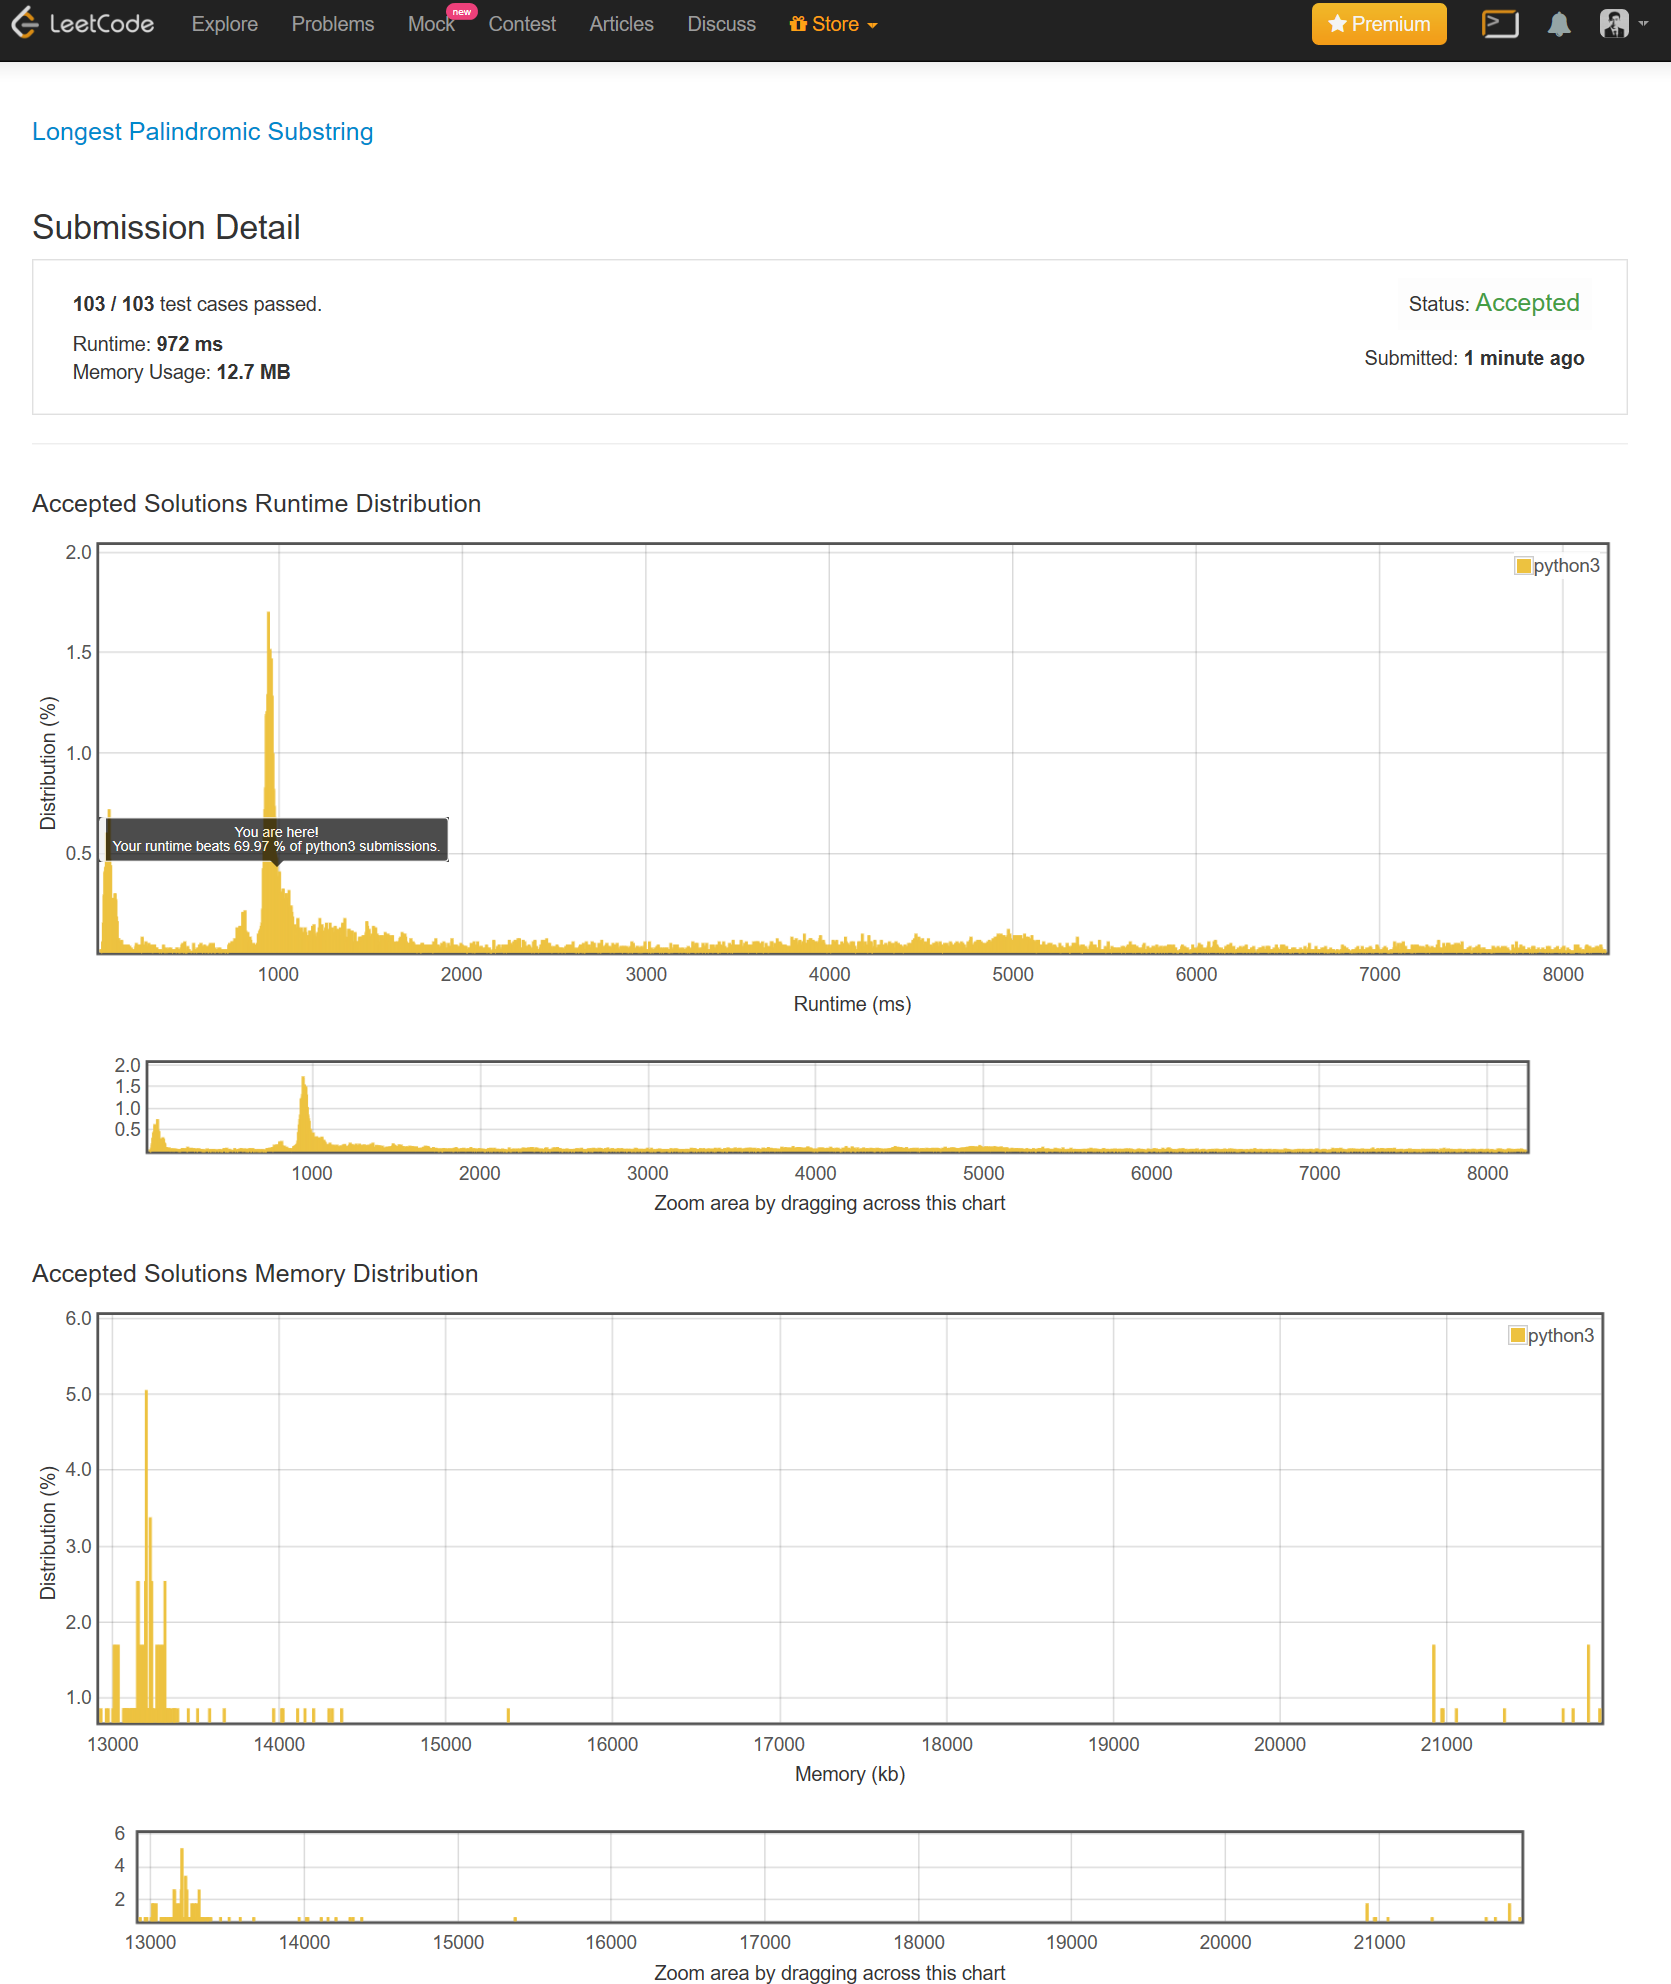 LeetCode Explore Problems Mock new Contest Articles Discuss Store Premium
Longest Palindromic Substring
Submission Detail
103 / 103 test cases passed.
Status: Accepted
Runtime: 972 ms
Submitted: 1 minute ago
Memory Usage: 12.7 MB
Accepted Solutions Runtime Distribution
2.0
1.5
1.0
0.5
Distribution (%)
python3
You are here!
Your runtime beats 69.97 % of python3 submissions.
1000 2000 3000 4000 5000 6000 7000 8000
Runtime (ms)
2.0
1.5
1.0
0.5
1000 2000 3000 4000 5000 6000 7000 8000
Zoom area by dragging across this chart
Accepted Solutions Memory Distribution
6.0
5.0
4.0
3.0
2.0
1.0
Distribution (%)
python3
13000 14000 15000 16000 17000 18000 19000 20000 21000
Memory (kb)
6
4
2
13000 14000 15000 16000 17000 18000 19000 20000 21000
Zoom area by dragging across this chart